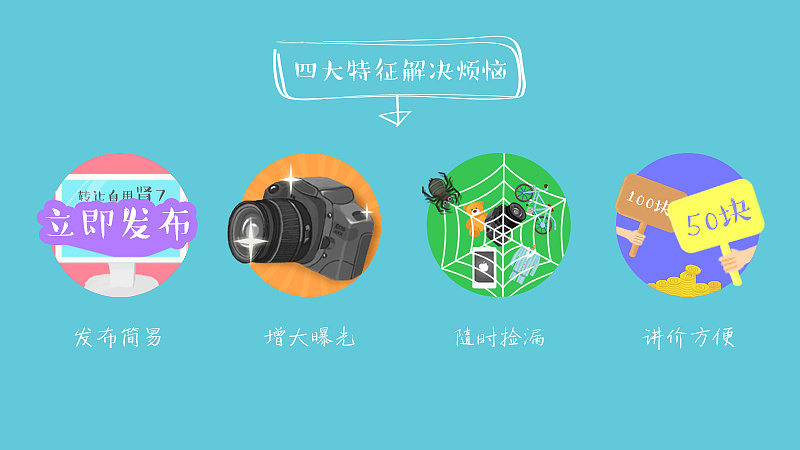 四大特征解决烦恼
转让自用肾7
立即发布
100块
50块
发布简易
增大曝光
随时捡漏
讲价方便